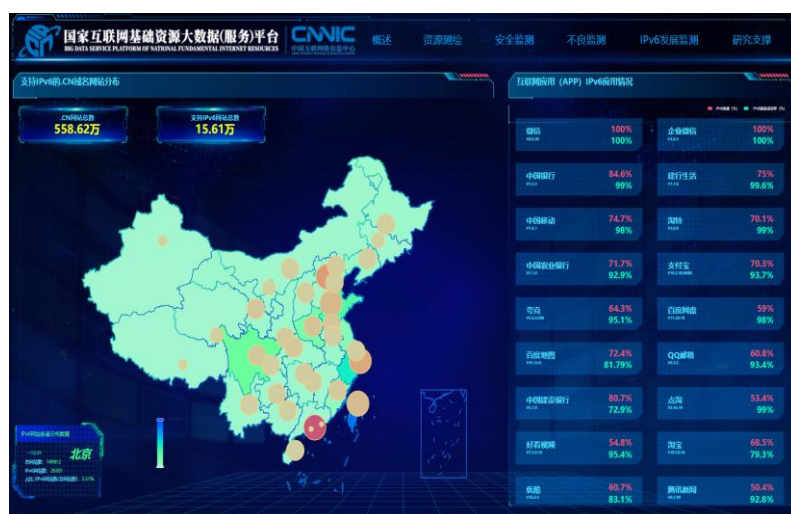 国家互联网基础资源大数据(服务)平台
BIG DATA SERVICE PLATFORM OF NATIONAL FUNDAMENTAL INTERNET RESOURCES
CNNIC
中国互联网络信息中心
概述
资源测绘
安全监测
不良监测
IPv6发展监测
研究支撑
支持IPv6的.CN域名网站分布
.CN网站总数
558.62万
支持IPv6网站总数
15.61万
北京
互联网应用（APP）IPv6应用情况
微信 100%
100%
企业微信 100%
100%
中国银行 84.6%
99%
建行生活 75%
99.6%
中国移动 74.7%
98%
淘特 70.1%
99%
中国农业银行 71.7%
92.9%
支付宝 70.3%
93.7%
夸克 64.3%
95.1%
百度网盘 59%
98%
百度地图 72.4%
81.79%
QQ邮箱 60.8%
93.4%
中国建设银行 80.7%
72.9%
点淘 53.4%
99%
好看视频 54.8%
95.4%
淘宝 68.5%
79.3%
优酷 60.7%
83.1%
腾讯新闻 50.4%
92.8%